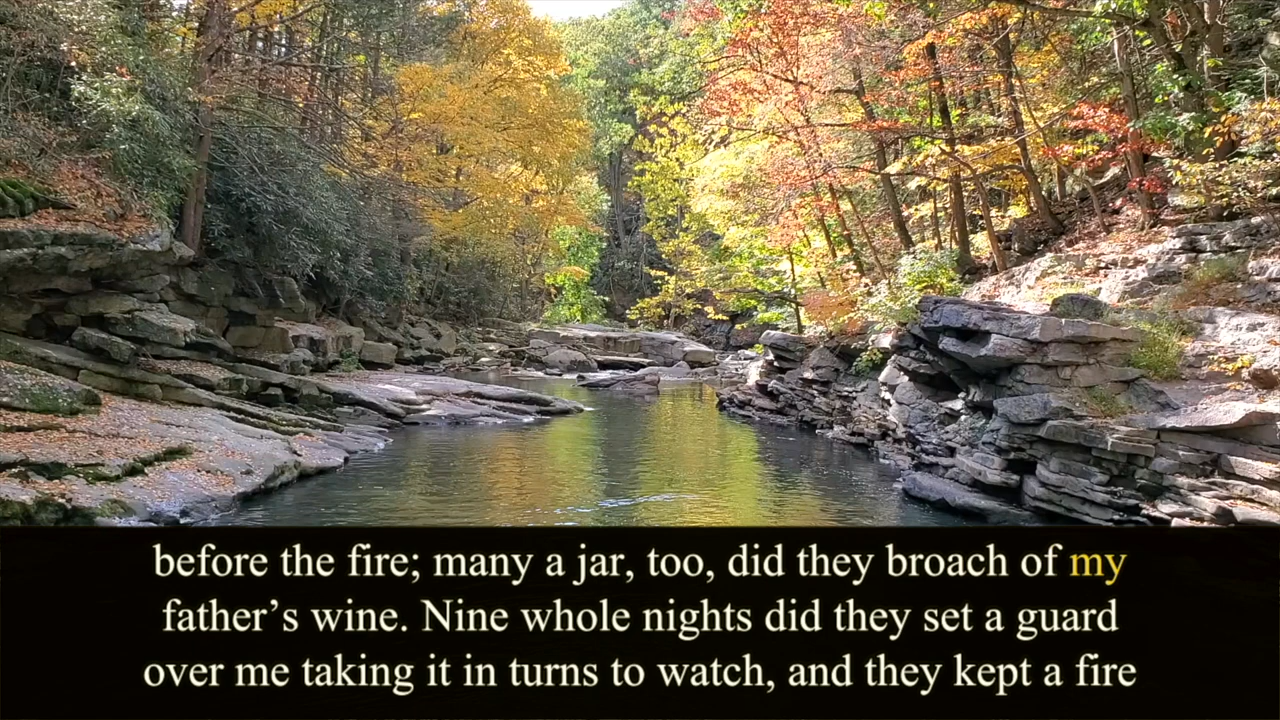 before the fire; many a jar, too, did they broach of my
father’s wine. Nine whole nights did they set a guard
over me taking it in turns to watch, and they kept a fire